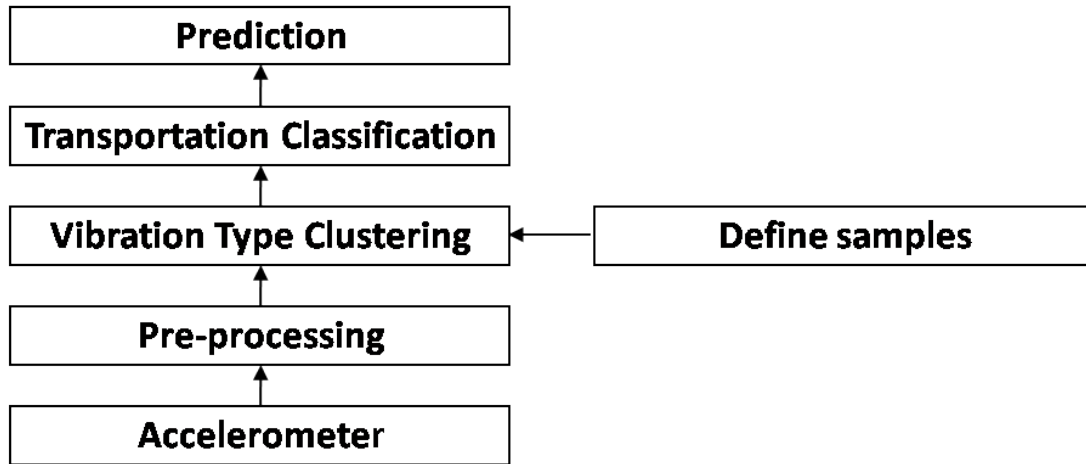 Prediction
Transportation Classification
Vibration Type Clustering
Define samples
Pre-processing
Accelerometer